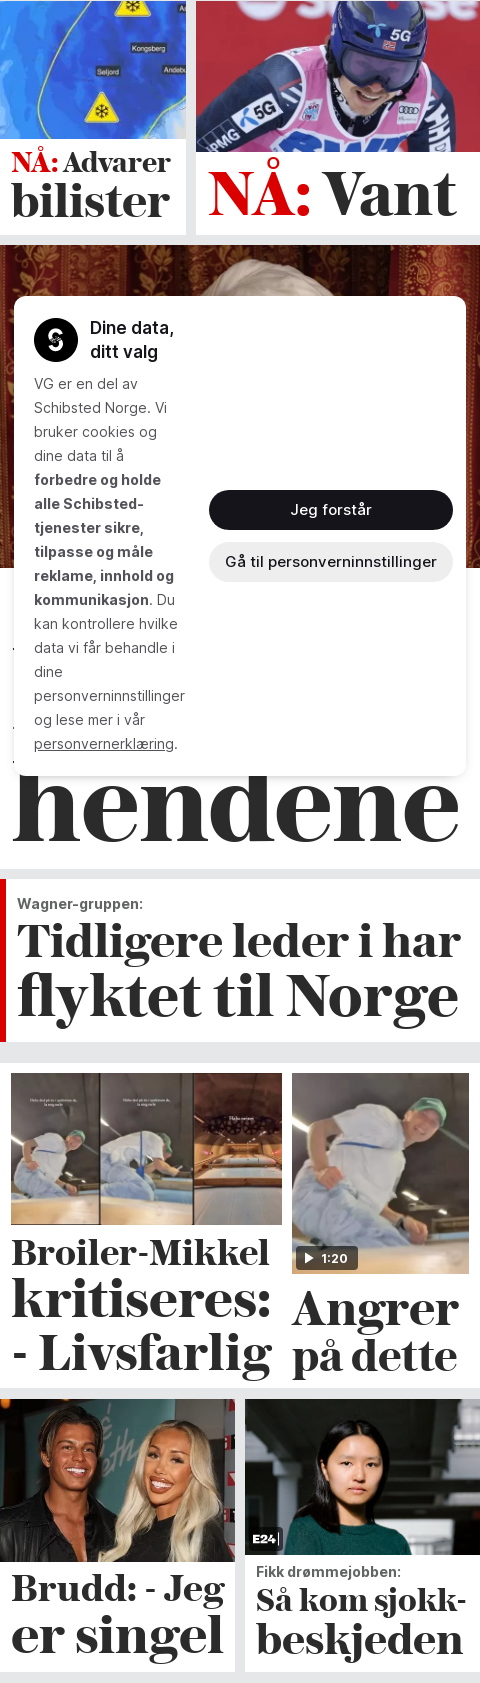 Kongsberg
Seljord
5G
5G
KPMG
Audi
NÅ: Advarer
bilister
NÅ: Vant
Dine data,
ditt valg
VG er en del av
Schibsted Norge. Vi
bruker cookies og
dine data til å
forbedre og holde
alle Schibsted-
tjenester sikre,
tilpasse og måle
reklame, innhold og
kommunikasjon. Du
kan kontrollere hvilke
data vi får behandle i
dine
personverninnstillinger
og lese mer i vår
personvernerklæring.
Jeg forstår
Gå til personverninnstillinger
hendene
Wagner-gruppen:
Tidligere leder i har
flyktet til Norge
1:20
Broiler-Mikkel
kritiseres:
- Livsfarlig
Angrer
på dette
E24
Brudd: - Jeg
er singel
Fikk drømmejobben:
Så kom sjokk-
beskjeden